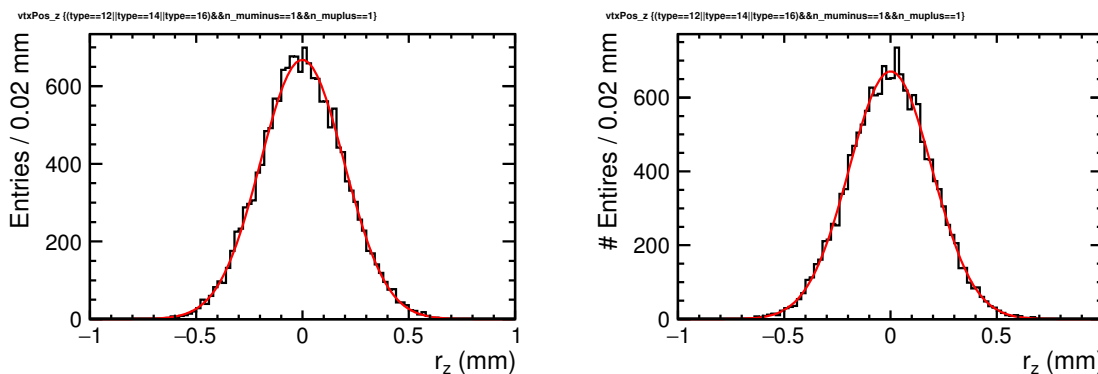 vtxPos_z {(type==12||type==14||type==16)&&n_muminus==1&&n_muplus==1}
Entries / 0.02 mm
600
400
200
0
−1
−0.5
0
0.5
1
r_z (mm)
vtxPos_z {(type==12||type==14||type==16)&&n_muminus==1&&n_muplus==1}
# Entires / 0.02 mm
600
400
200
0
−1
−0.5
0
0.5
r_z (mm)